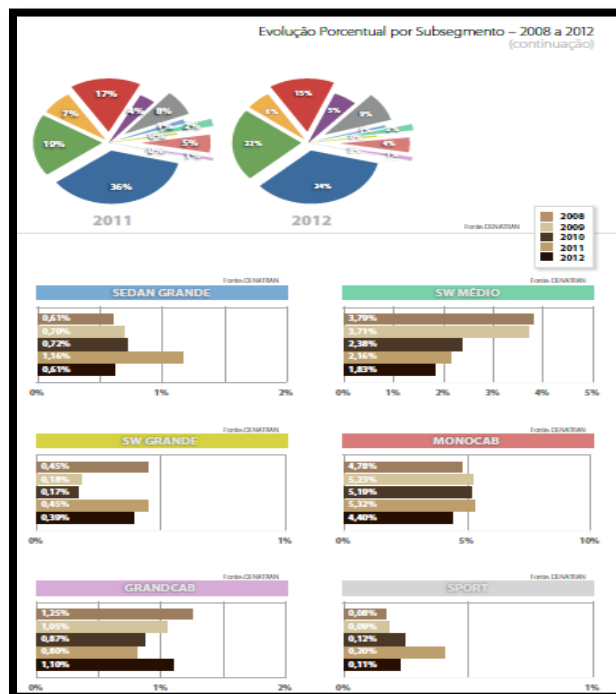 Evolução Porcentual por Subsegmento – 2008 a 2012
(continuação)
17%
4%
8%
7%
2%
19%
5%
1%
36%
2011
15%
5%
9%
6%
22%
4%
1%
34%
2012
Fonte: DENATRAN
2008
2009
2010
2011
2012
Fonte: DENATRAN
SEDAN GRANDE
0,61%
0,70%
0,72%
1,16%
0,61%
0% 1% 2%
Fonte: DENATRAN
SW MÉDIO
3,79%
3,71%
2,38%
2,16%
1,83%
0% 1% 2% 3% 4% 5%
Fonte: DENATRAN
SW GRANDE
0,45%
0,18%
0,17%
0,45%
0,39%
0% 1%
Fonte: DENATRAN
MONOCAB
4,78%
5,23%
5,19%
5,32%
4,40%
0% 5% 10%
Fonte: DENATRAN
GRANDCAB
1,25%
1,05%
0,87%
0,80%
1,10%
0% 1% 2%
Fonte: DENATRAN
SPORT
0,08%
0,09%
0,12%
0,20%
0,11%
0% 1%